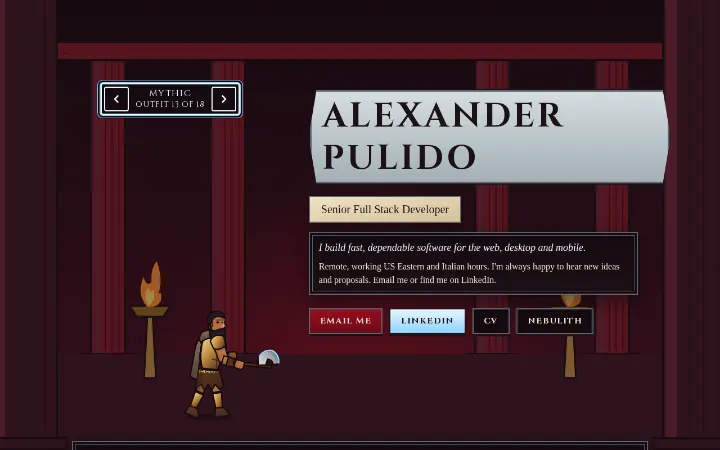 MYTHIC
OUTFIT 13 OF 18
ALEXANDER
PULIDO
Senior Full Stack Developer
I build fast, dependable software for the web, desktop and mobile.
Remote, working US Eastern and Italian hours. I'm always happy to hear new ideas
and proposals. Email me or find me on LinkedIn.
EMAIL ME
LINKEDIN
CV
NEBULITH